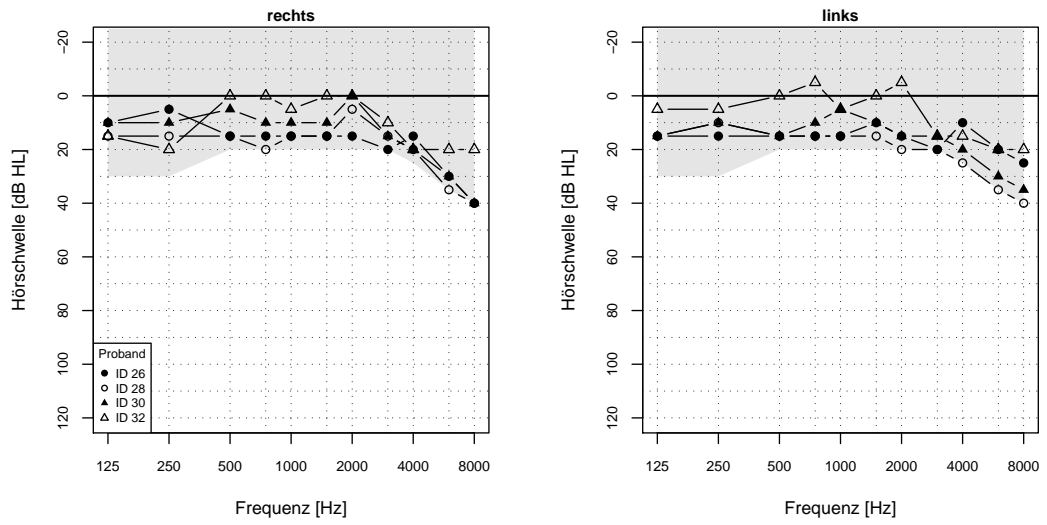 rechts
Hörschwelle [dB HL]
−20
0
20
40
60
80
100
120
Proband
ID 26
ID 28
ID 30
ID 32
125 250 500 1000 2000 4000 8000
Frequenz [Hz]
links
Hörschwelle [dB HL]
−20
0
20
40
60
80
100
120
125 250 500 1000 2000 4000 8000
Frequenz [Hz]